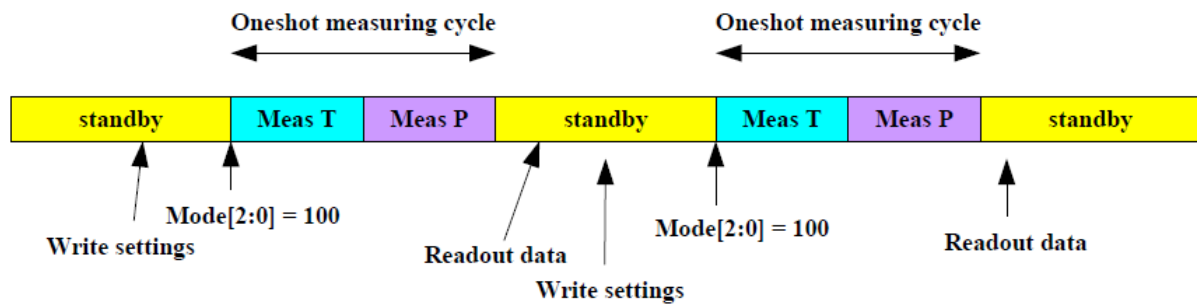 Oneshot measuring cycle
Oneshot measuring cycle
standby
Meas T
Meas P
standby
Meas T
Meas P
standby
Mode[2:0] = 100
Write settings
Readout data
Write settings
Mode[2:0] = 100
Readout data